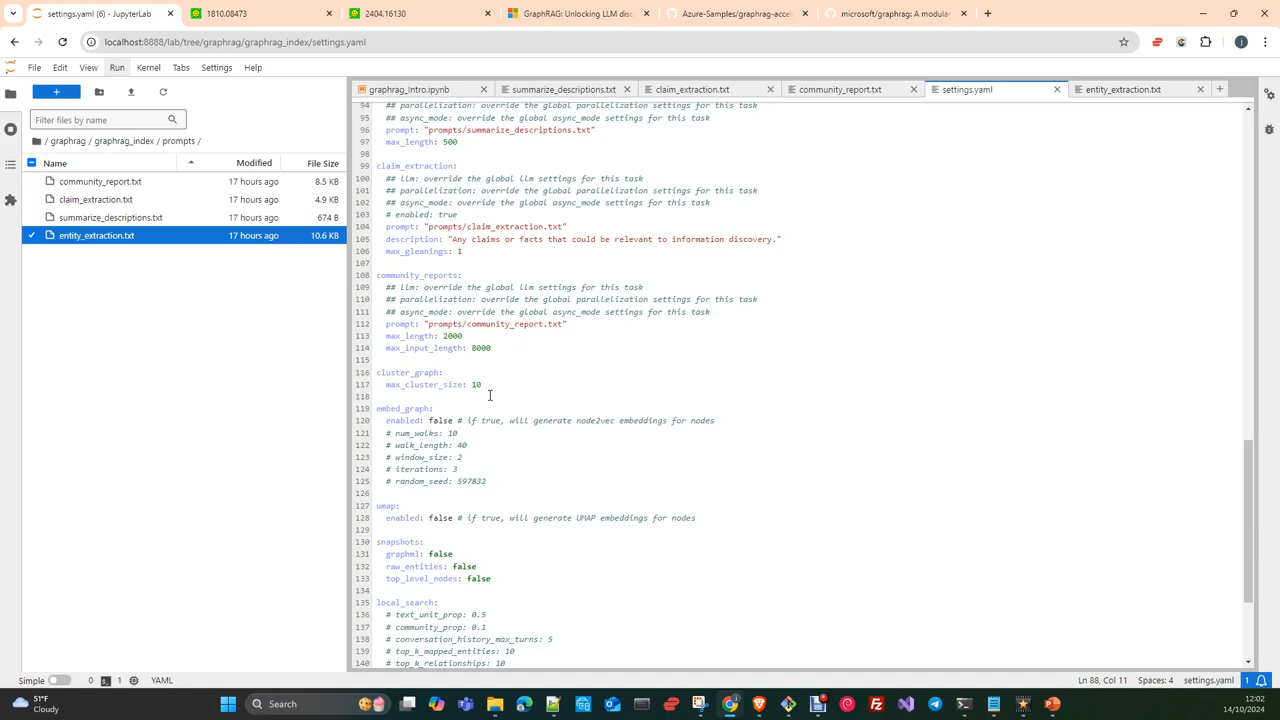 settings.yaml (6) - JupyterLab
1810.08473
2404.16130
GraphRAG: Unlocking LLM disc
Azure-Samples/graphrag-accel
microsoft/graphrag: A modular
localhost:8888/lab/tree/graphrag/graphrag_index/settings.yaml
File Edit View Run Kernel Tabs Settings Help
Filter files by name
/ graphrag / graphrag_index / prompts /
Name Modified File Size
community_report.txt 17 hours ago 8.5 KB
claim_extraction.txt 17 hours ago 4.9 KB
summarize_descriptions.txt 17 hours ago 674 B
entity_extraction.txt 17 hours ago 10.6 KB
graphrag_Intro.ipynb
summarize_descriptions.txt
claim_extraction.txt
community_report.txt
settings.yaml
entity_extraction.txt
94 ## parallelization: override the global parallelization settings for this task
95 ## async_mode: override the global async_mode settings for this task
96 prompt: "prompts/summarize_descriptions.txt"
97 max_length: 500
98
99 claim_extraction:
100 ## llm: override the global llm settings for this task
101 ## parallelization: override the global parallelization settings for this task
102 ## async_mode: override the global async_mode settings for this task
103 # enabled: true
104 prompt: "prompts/claim_extraction.txt"
105 description: "Any claims or facts that could be relevant to information discovery."
106 max_gleanings: 1
107
108 community_reports:
109 ## llm: override the global llm settings for this task
110 ## parallelization: override the global parallelization settings for this task
111 ## async_mode: override the global async_mode settings for this task
112 prompt: "prompts/community_report.txt"
113 max_length: 2000
114 max_input_length: 8000
115
116 cluster_graph:
117 max_cluster_size: 10
118
119 embed_graph:
120 enabled: false # if true, will generate node2vec embeddings for nodes
121 # num_walks: 10
122 # walk_length: 40
123 # window_size: 2
124 # iterations: 3
125 # random_seed: 597832
126
127 umap:
128 enabled: false # if true, will generate UMAP embeddings for nodes
129
130 snapshots:
131 graphml: false
132 raw_entities: false
133 top_level_nodes: false
134
135 local_search:
136 # text_unit_prop: 0.5
137 # community_prop: 0.1
138 # conversation_history_max_turns: 5
139 # top_k_mapped_entities: 10
140 # top_k_relationships: 10
Simple 0 1 YAML
Ln 88, Col 11 Spaces: 4 settings.yaml 1
51°F
Cloudy
Search
12:02
14/10/2024